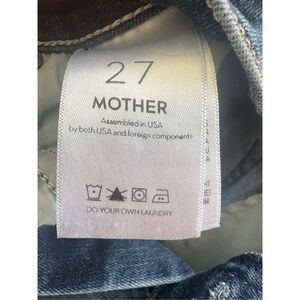 27
MOTHER
Assembled in USA
by both USA and foreign components
DO YOUR OWN LAUNDRY